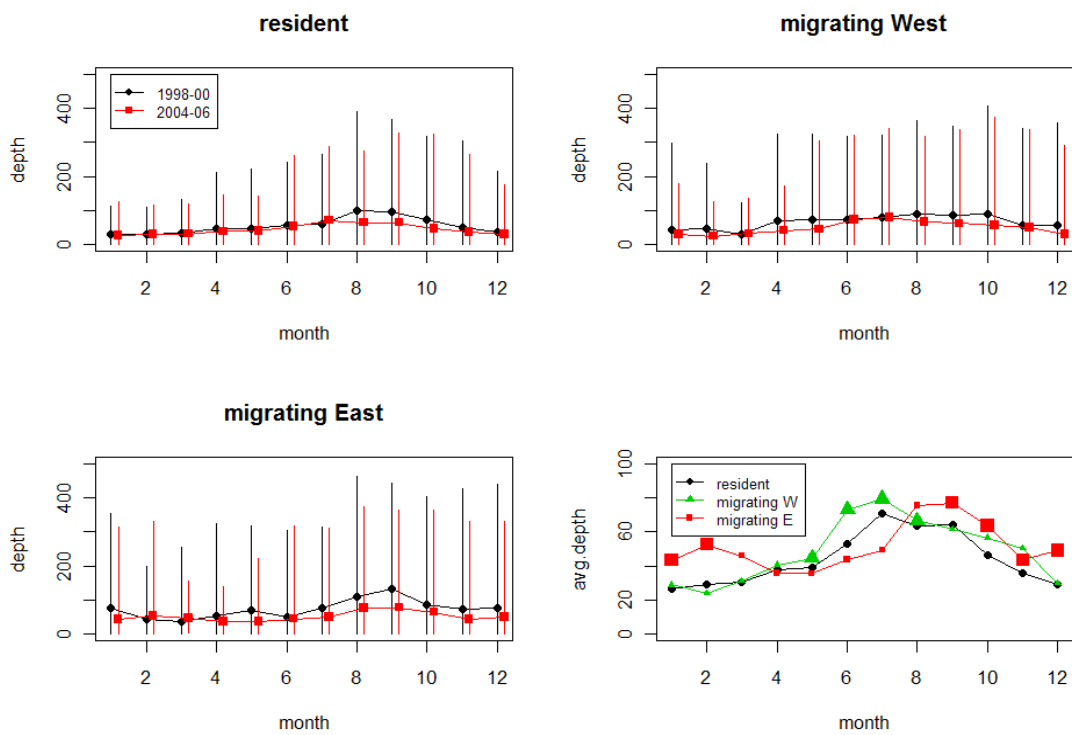 resident
depth
0 200 400
1998-00
2004-06
2 4 6 8 10 12
month
migrating West
depth
0 200 400
2 4 6 8 10 12
month
migrating East
depth
0 200 400
2 4 6 8 10 12
month
avg.depth
0 20 60 100
resident
migrating W
migrating E
2 4 6 8 10 12
month